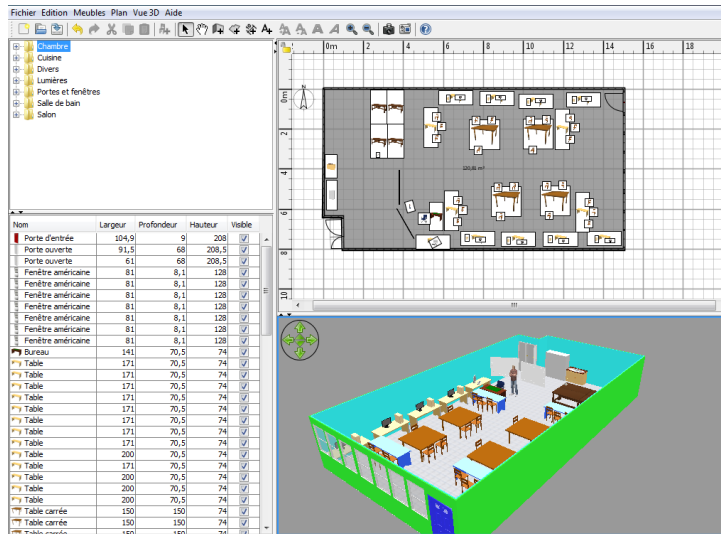 Fichier Edition Meubles Plan Vue 3D Aide
Chambre
Cuisine
Divers
Lumières
Portes et fenêtres
Salle de bain
Salon
0m 2 4 6 8 10 12 14 16 18
0m
2
4
6
8
10
120,81 m²
Nom Largeur Profondeur Hauteur Visible
Porte d'entrée 104,9 9 208
Porte ouverte 91,5 68 208,5
Porte ouverte 61 68 208,5
Fenêtre américaine 81 8,1 128
Fenêtre américaine 81 8,1 128
Fenêtre américaine 81 8,1 128
Fenêtre américaine 81 8,1 128
Fenêtre américaine 81 8,1 128
Fenêtre américaine 81 8,1 128
Bureau 141 70,5 74
Table 171 70,5 74
Table 171 70,5 74
Table 171 70,5 74
Table 171 70,5 74
Table 171 70,5 74
Table 171 70,5 74
Table 171 70,5 74
Table 171 70,5 74
Table 200 70,5 74
Table 171 70,5 74
Table 200 70,5 74
Table 200 70,5 74
Table 200 70,5 74
Table carrée 150 150 74
Table carrée 150 150 74
Table carrée 150 150 74